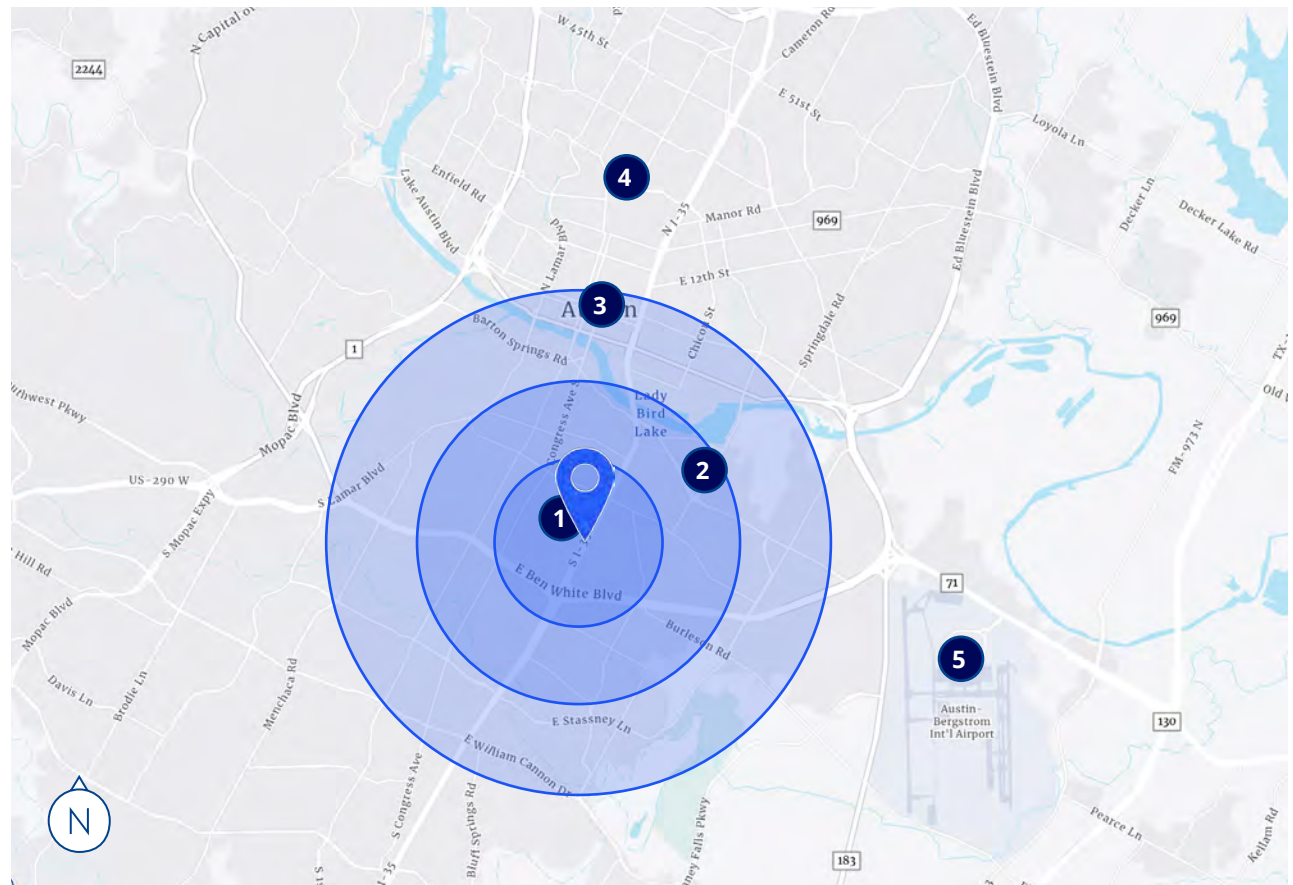 N Capital of
W 45th St
Cameron Rd
Ed Bluestein Blvd
2244
E 51st St
Loyola Ln
4
Enfield Rd
Lake Austin Blvd
Decker Ln
Decker Lake Rd
Manor Rd
969
N I-35
N Lamar Blvd
Ed Bluestein Blvd
E 12th St
3
969
Barton Springs Rd
Chicon St
Springdale Rd
1
Lady
Bird
Lake
Mopac Blvd
FM-973 N
2
US-290 W
S Lamar Blvd
1
S Mopac Expy
E Ben White Blvd
71
Mopac Blvd
Burleson Rd
5
Davis Ln
Brodie Ln
Menchaca Rd
Austin-
Bergstrom
Int'l Airport
E Stassney Ln
130
E William Cannon Dr
S Congress Ave
Bluff Springs Rd
N
Pearce Ln
Kellam Rd
183